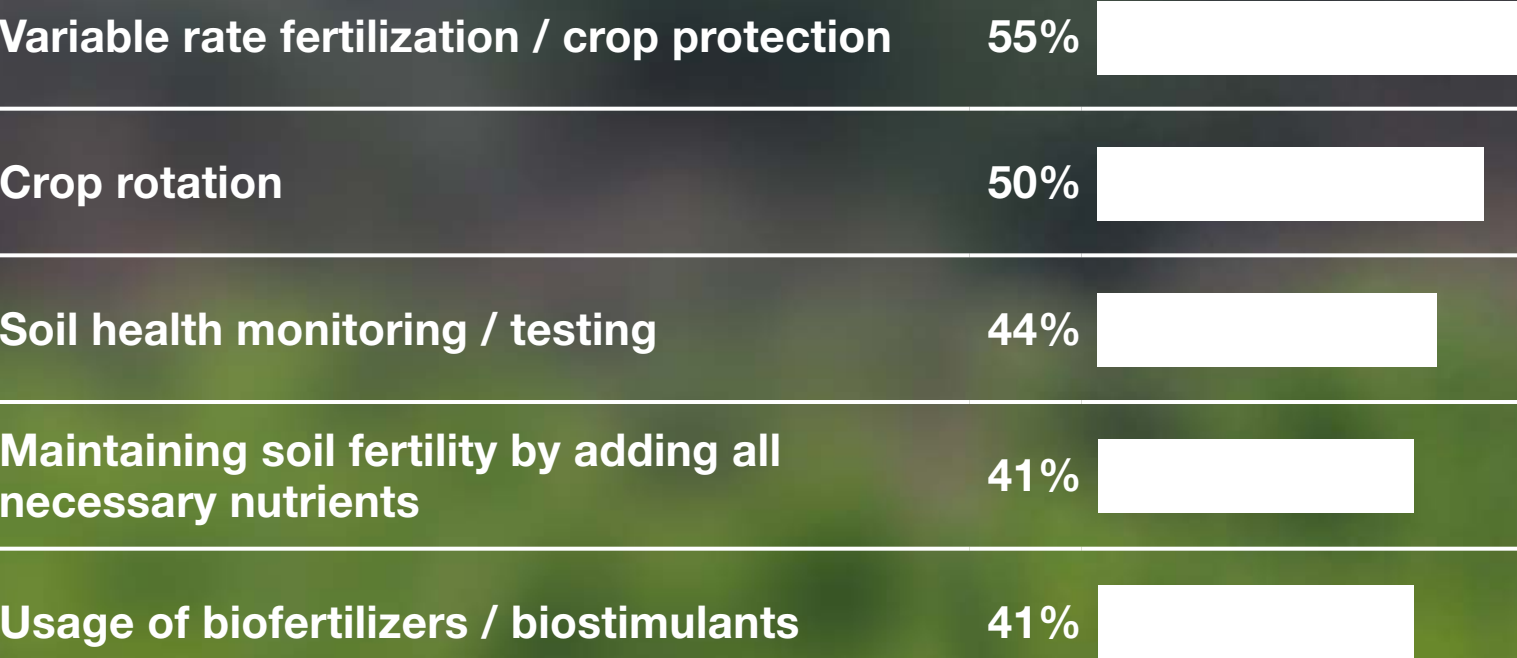 Variable rate fertilization / crop protection 55%
Crop rotation 50%
Soil health monitoring / testing 44%
Maintaining soil fertility by adding all
necessary nutrients 41%
Usage of biofertilizers / biostimulants 41%